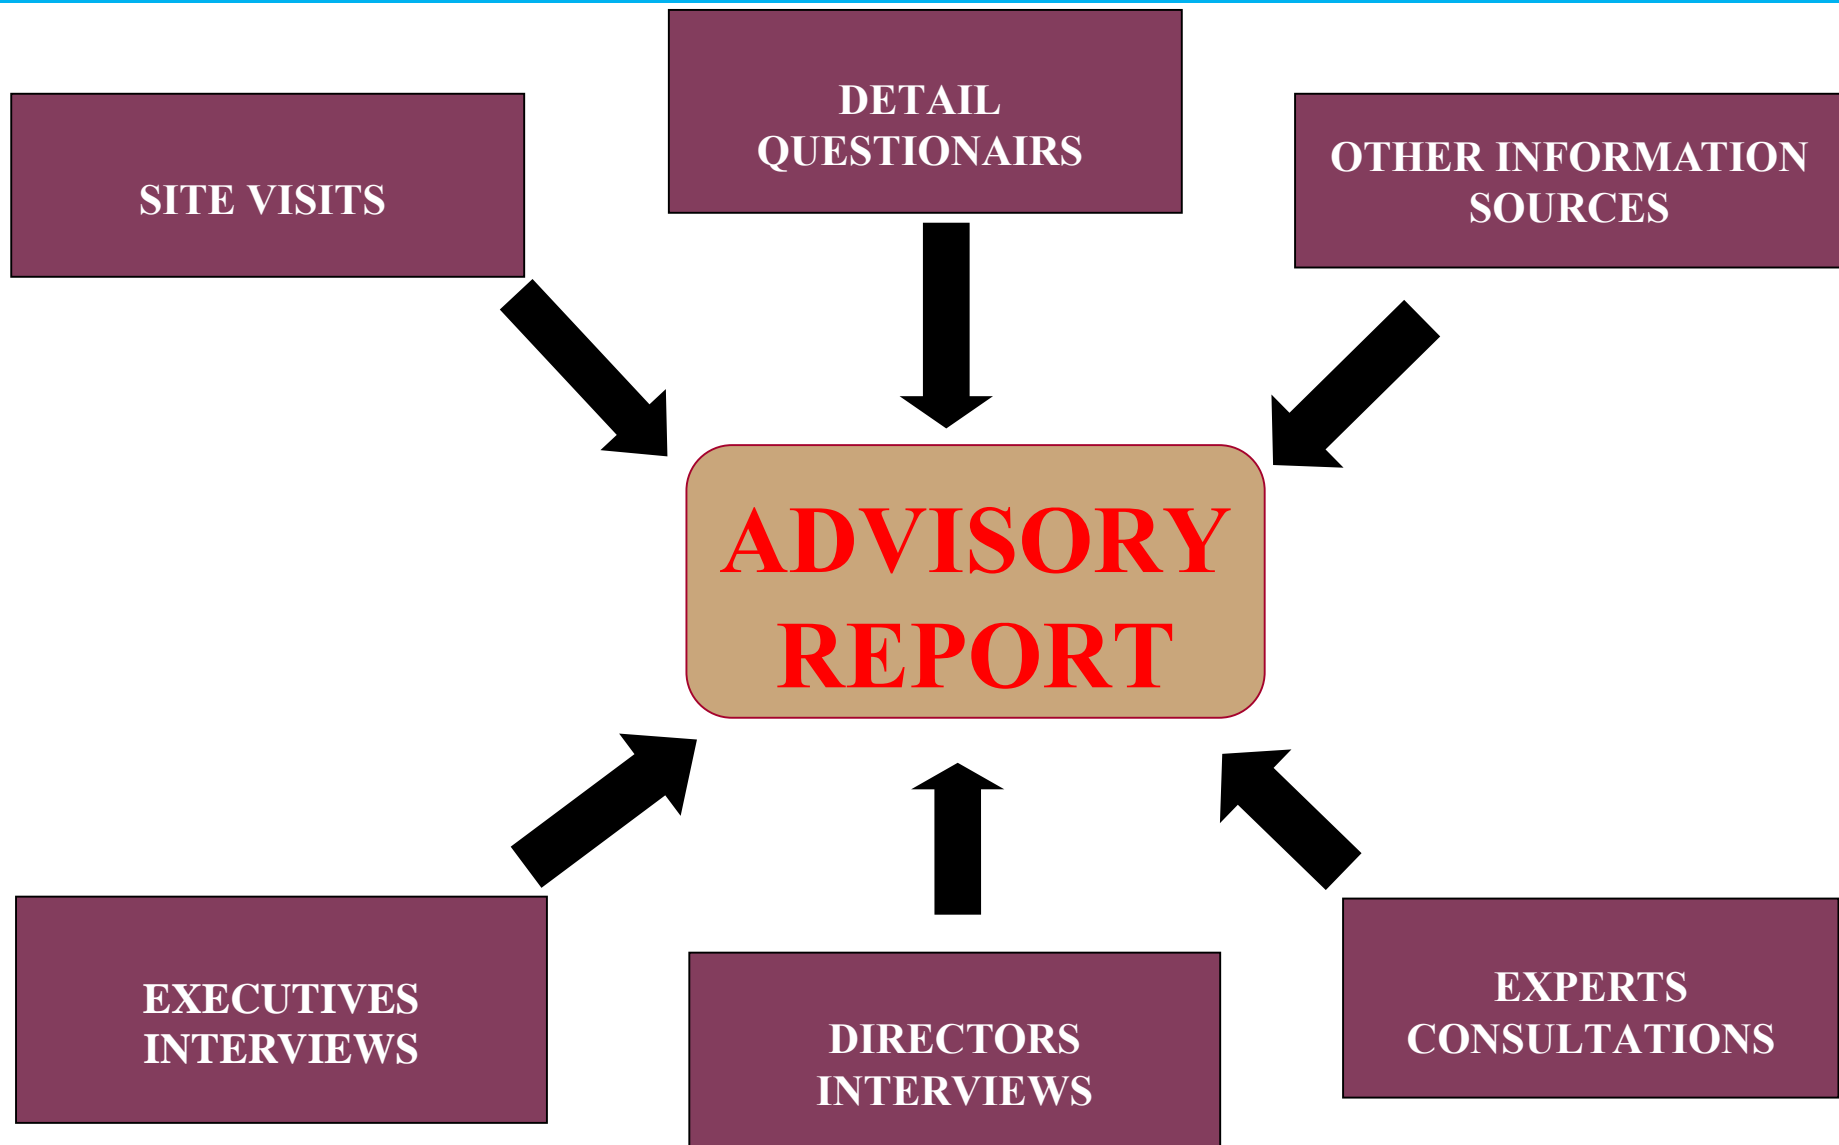 DETAIL
QUESTIONAIRS
SITE VISITS
OTHER INFORMATION
SOURCES
ADVISORY
REPORT
EXECUTIVES
INTERVIEWS
DIRECTORS
INTERVIEWS
EXPERTS
CONSULTATIONS